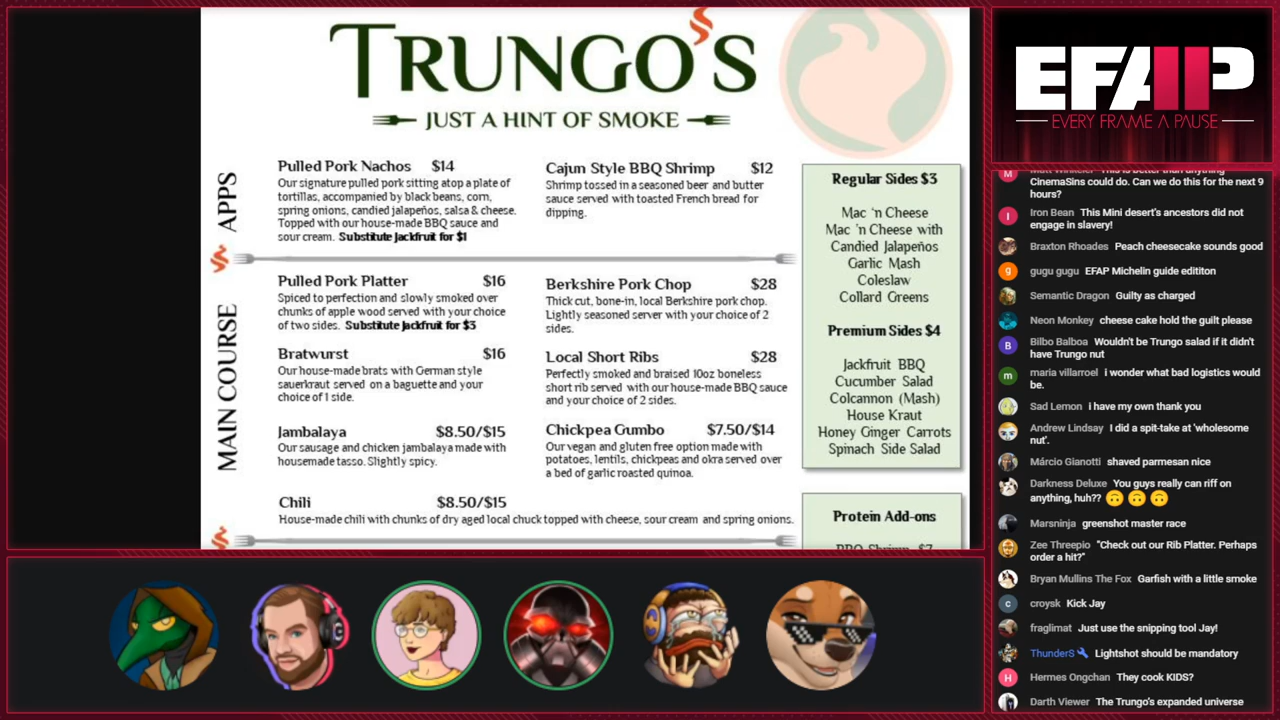 TRUNGO'S
JUST A HINT OF SMOKE
APPS
Pulled Pork Nachos $14
Our signature pulled pork sitting atop a plate of
tortillas, accompanied by black beans, corn,
spring onions, candied jalapeños, salsa & cheese.
Topped with our house-made BBQ sauce and
sour cream. Substitute Jackfruit for $1
Cajun Style BBQ Shrimp $12
Shrimp tossed in a seasoned beer and butter
sauce served with toasted French bread for
dipping.
MAIN COURSE
Pulled Pork Platter $16
Spiced to perfection and slowly smoked over
chunks of apple wood served with your choice
of two sides. Substitute Jackfruit for $3
Bratwurst $16
Our house-made brats with German style
sauerkraut served on a baguette and your
choice of 1 side.
Jambalaya $8.50/$15
Our sausage and chicken jambalaya made with
housemade tasso. Slightly spicy.
Chili $8.50/$15
House-made chili with chunks of dry aged local chuck topped with cheese, sour cream and spring onions.
Berkshire Pork Chop $28
Thick cut, bone-in, local Berkshire pork chop.
Lightly seasoned server with your choice of 2
sides.
Local Short Ribs $28
Perfectly smoked and braised 10oz boneless
short rib served with our house-made BBQ sauce
and your choice of 2 sides.
Chickpea Gumbo $7.50/$14
Our vegan and gluten free option made with
potatoes, lentils, chickpeas and okra served over
a bed of garlic roasted quinoa.
Regular Sides $3
Mac 'n Cheese
Mac 'n Cheese with
Candied Jalapeños
Garlic Mash
Coleslaw
Collard Greens
Premium Sides $4
Jackfruit BBQ
Cucumber Salad
Colcannon (Mash)
House Kraut
Honey Ginger Carrots
Spinach Side Salad
Protein Add-ons
BBQ Shrimp $7
EFAP
EVERY FRAME A PAUSE
M Matt Winkler This is better than anything
CinemaSins could do. Can we do this for the next 9
hours?
I Iron Bean This Mini desert's ancestors did not
engage in slavery!
Braxton Rhoades Peach cheesecake sounds good
g gugu gugu EFAP Michelin guide edititon
Semantic Dragon Guilty as charged
Neon Monkey cheese cake hold the guilt please
B Bilbo Balboa Wouldn't be Trungo salad if it didn't
have Trungo nut
m maria villarroel i wonder what bad logistics would
be.
Sad Lemon i have my own thank you
Andrew Lindsay I did a spit-take at 'wholesome
nut'.
Márcio Gianotti shaved parmesan nice
Darkness Deluxe You guys really can riff on
anything, huh?? 🙃 🙃 🙃
Marsninja greenshot master race
Zee Threepio "Check out our Rib Platter. Perhaps
order a hit?"
Bryan Mullins The Fox Garfish with a little smoke
c croysk Kick Jay
fraglimat Just use the snipping tool Jay!
ThunderS Lightshot should be mandatory
H Hermes Ongchan They cook KIDS?
Darth Viewer The Trungo's expanded universe